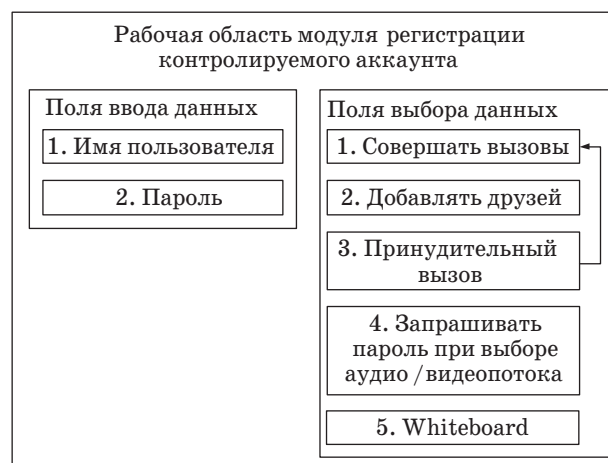 Рабочая область модуля регистрации
контролируемого аккаунта
Поля ввода данных
1. Имя пользователя
2. Пароль
Поля выбора данных
1. Совершать вызовы
2. Добавлять друзей
3. Принудительный
вызов
4. Запрашивать
пароль при выборе
аудио /видеопотока
5. Whiteboard